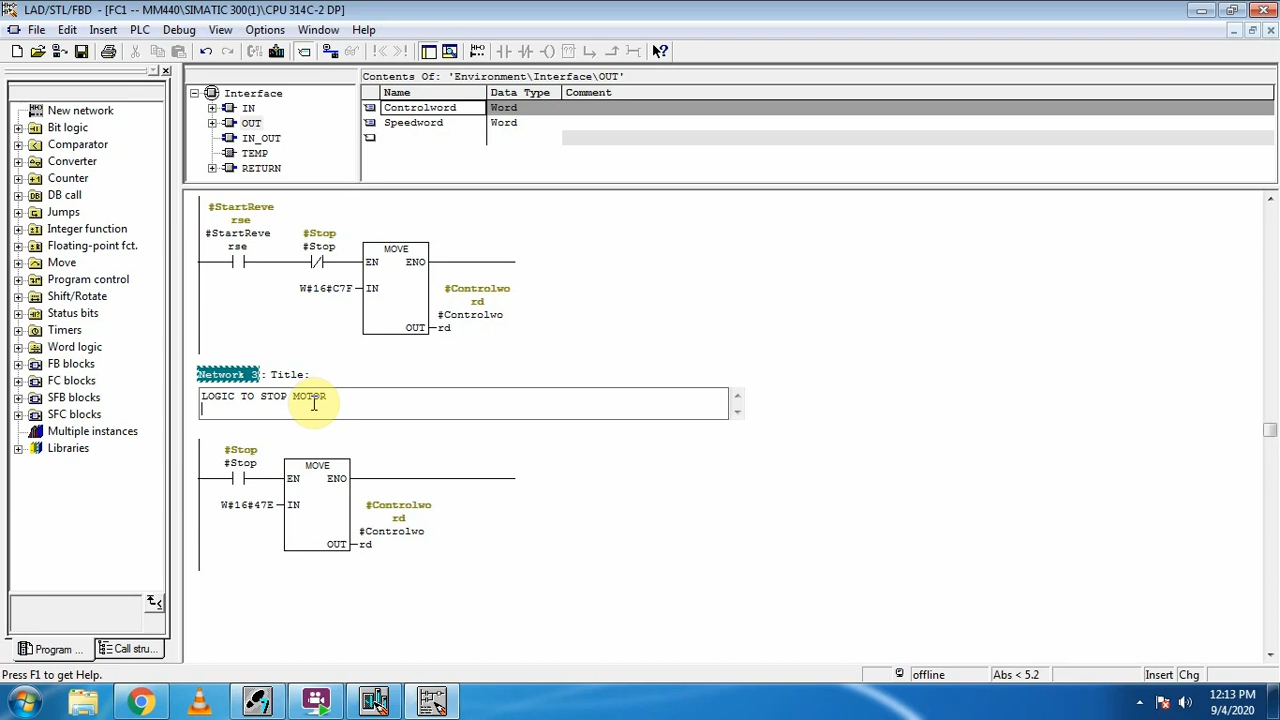 LAD/STL/FBD - [FC1 -- MM440\SIMATIC 300(1)\CPU 314C-2 DP]
File Edit Insert PLC Debug View Options Window Help
Contents Of: 'Environment\Interface\OUT'
Interface
IN
OUT
IN_OUT
TEMP
RETURN
Name Data Type Comment
Controlword Word
Speedword Word
New network
Bit logic
Comparator
Converter
Counter
DB call
Jumps
Integer function
Floating-point fct.
Move
Program control
Shift/Rotate
Status bits
Timers
Word logic
FB blocks
FC blocks
SFB blocks
SFC blocks
Multiple instances
Libraries
Program ... Call stru...
#StartReve
rse
#StartReve
rse
#Stop
#Stop
MOVE
EN ENO
W#16#C7F IN
#Controlwo
rd
#Controlwo
OUT rd
Network 3: Title:
LOGIC TO STOP MOTOR
#Stop
#Stop
MOVE
EN ENO
W#16#47E IN
#Controlwo
rd
#Controlwo
OUT rd
Press F1 to get Help.
offline Abs < 5.2 Insert Chg
12:13 PM
9/4/2020